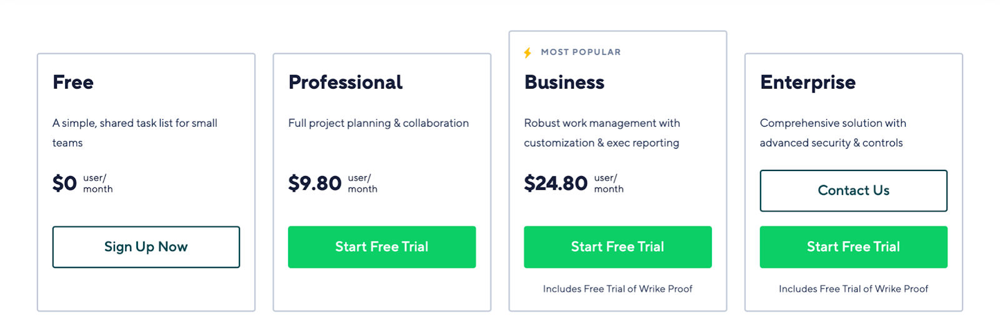 Free
A simple, shared task list for small
teams
$0 user/
month
Sign Up Now
Professional
Full project planning & collaboration
$9.80 user/
month
Start Free Trial
MOST POPULAR
Business
Robust work management with
customization & exec reporting
$24.80 user/
month
Start Free Trial
Includes Free Trial of Wrike Proof
Enterprise
Comprehensive solution with
advanced security & controls
Contact Us
Start Free Trial
Includes Free Trial of Wrike Proof